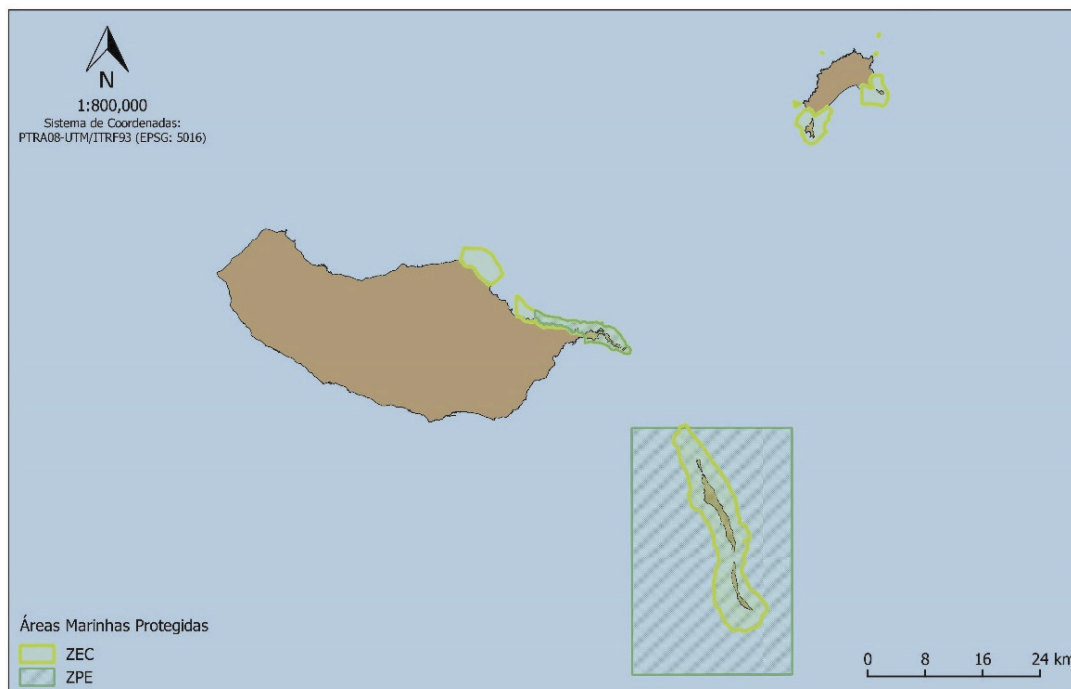 N
1:800,000
Sistema de Coordenadas:
PTRA08-UTM/ITRF93 (EPSG: 5016)
Áreas Marinhas Protegidas
ZEC
ZPE
0 8 16 24 km